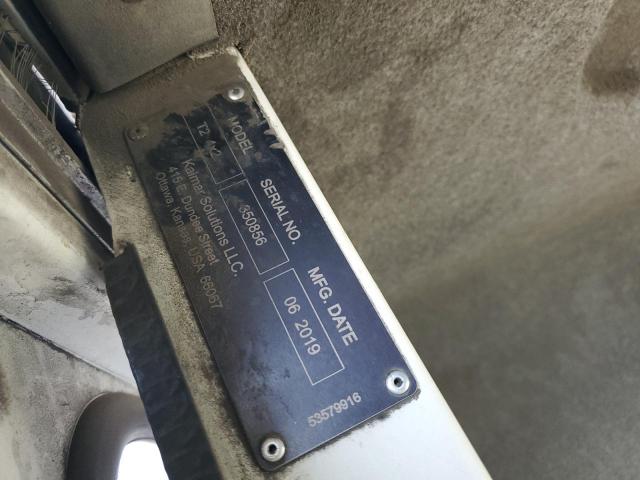 MODEL SERIAL NO. MFG. DATE
T2 4x2 350856 06 2019
Kalmar Solutions LLC.
415 E. Dundee Street
Ottawa, Kansas, USA 66067
53579916